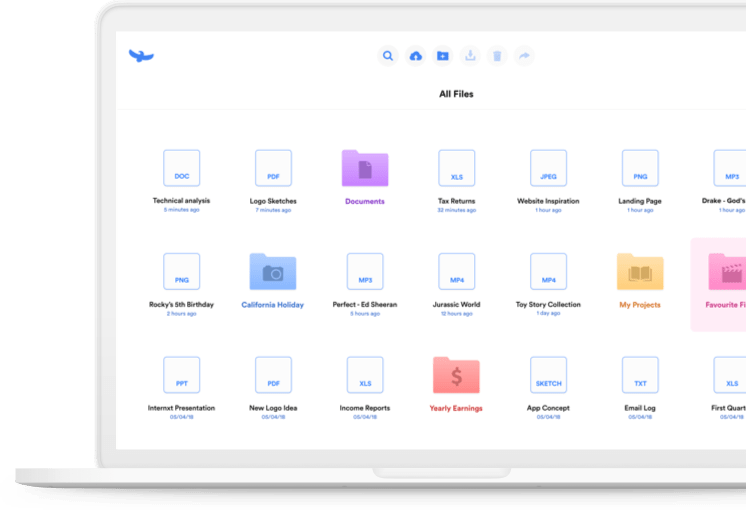 All Files
DOC
Technical analysis
5 minutes ago
PDF
Logo Sketches
7 minutes ago
Documents
XLS
Tax Returns
32 minutes ago
JPEG
Website Inspiration
1 hour ago
PNG
Landing Page
1 hour ago
MP3
Drake - God's
1 hour ago
PNG
Rocky's 5th Birthday
2 hours ago
California Holiday
MP3
Perfect - Ed Sheeran
5 hours ago
MP4
Jurassic World
12 hours ago
MP4
Toy Story Collection
1 day ago
My Projects
Favourite Fi
PPT
Internxt Presentation
05/04/18
PDF
New Logo Idea
05/04/18
XLS
Income Reports
05/04/18
Yearly Earnings
SKETCH
App Concept
05/04/18
TXT
Email Log
05/04/18
XLS
First Quart
05/04/18